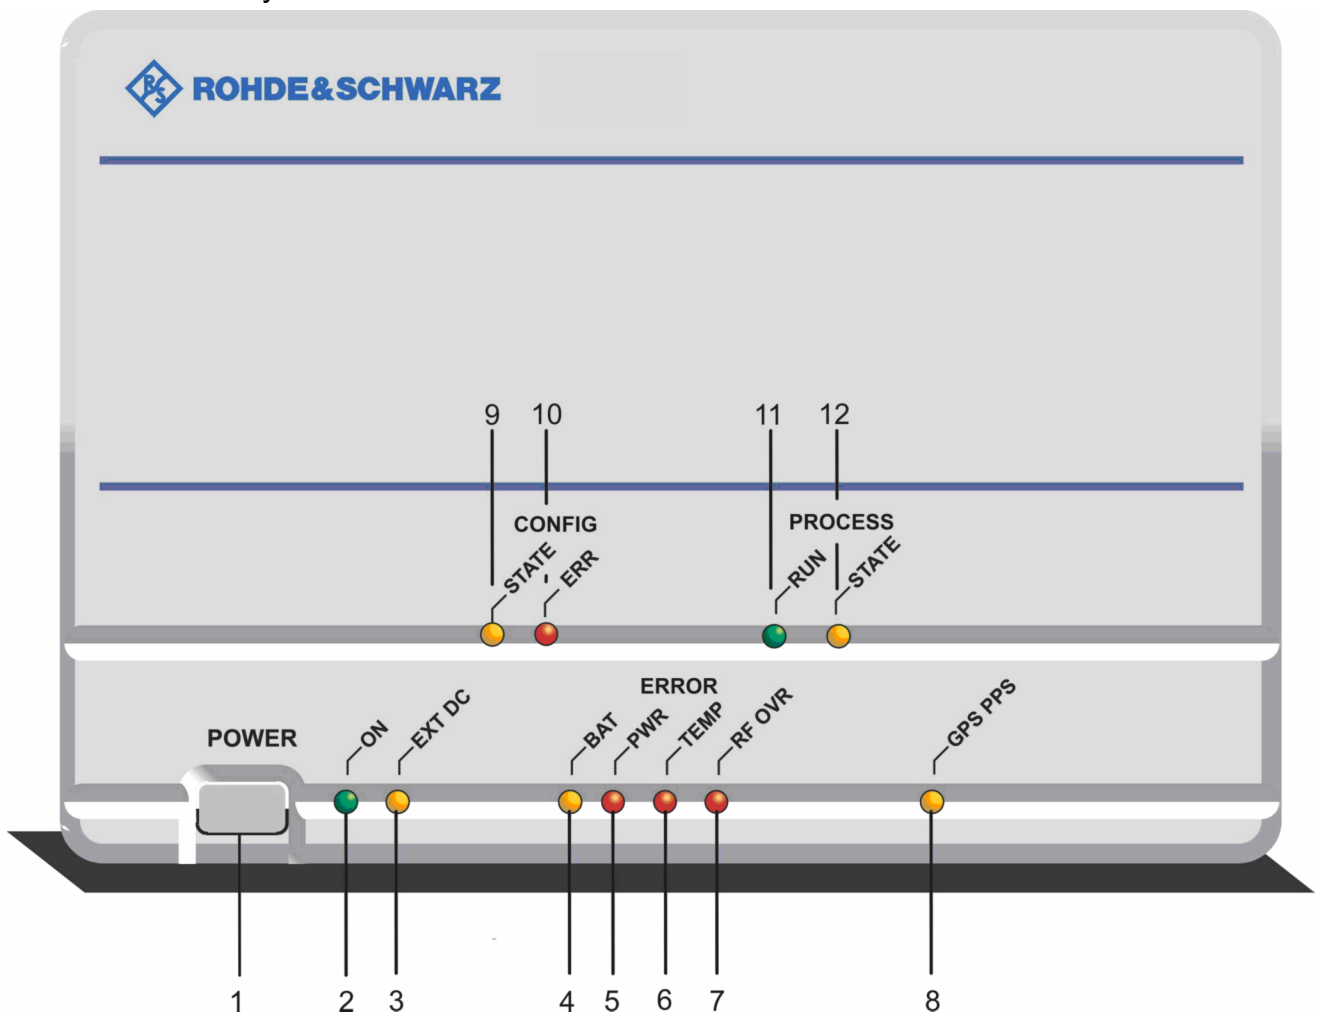 ROHDE&SCHWARZ
9 10 11 12
CONFIG PROCESS
STATE ERR RUN STATE
ERROR
POWER ON EXT DC BAT PWR TEMP RF OVR GPS PPS
1 2 3 4 5 6 7 8